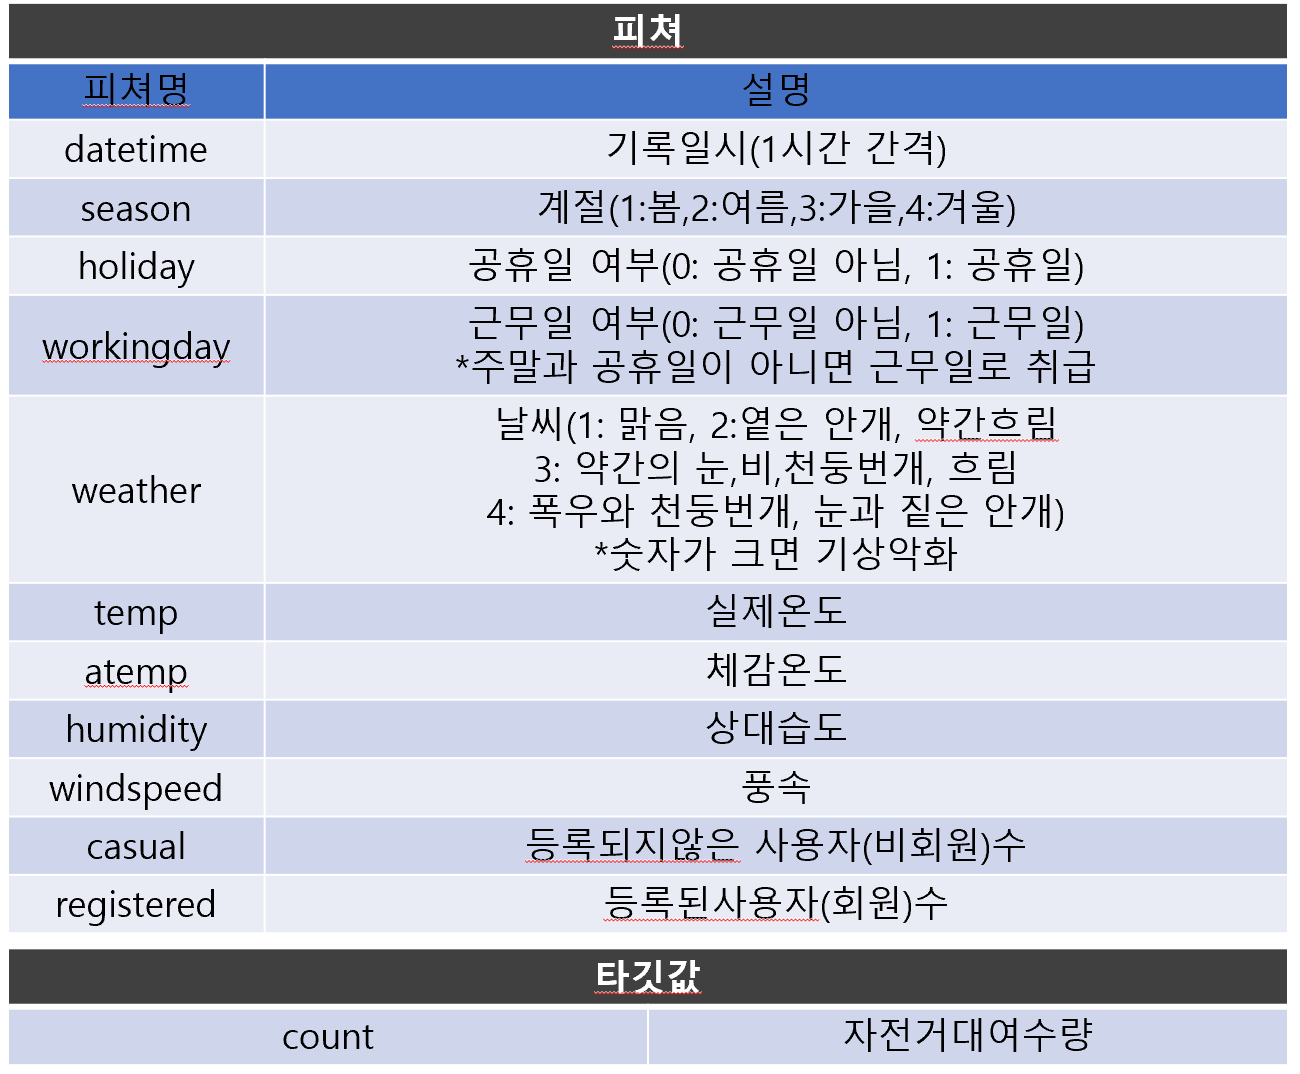 피쳐
피쳐명 설명
datetime 기록일시(1시간 간격)
season 계절(1:봄,2:여름,3:가을,4:겨울)
holiday 공휴일 여부(0: 공휴일 아님, 1: 공휴일)
workingday 근무일 여부(0: 근무일 아님, 1: 근무일)
*주말과 공휴일이 아니면 근무일로 취급
weather 날씨(1: 맑음, 2:옅은 안개, 약간흐림
3: 약간의 눈,비,천둥번개, 흐림
4: 폭우와 천둥번개, 눈과 짙은 안개)
*숫자가 크면 기상악화
temp 실제온도
atemp 체감온도
humidity 상대습도
windspeed 풍속
casual 등록되지않은 사용자(비회원)수
registered 등록된사용자(회원)수
타깃값
count 자전거대여수량